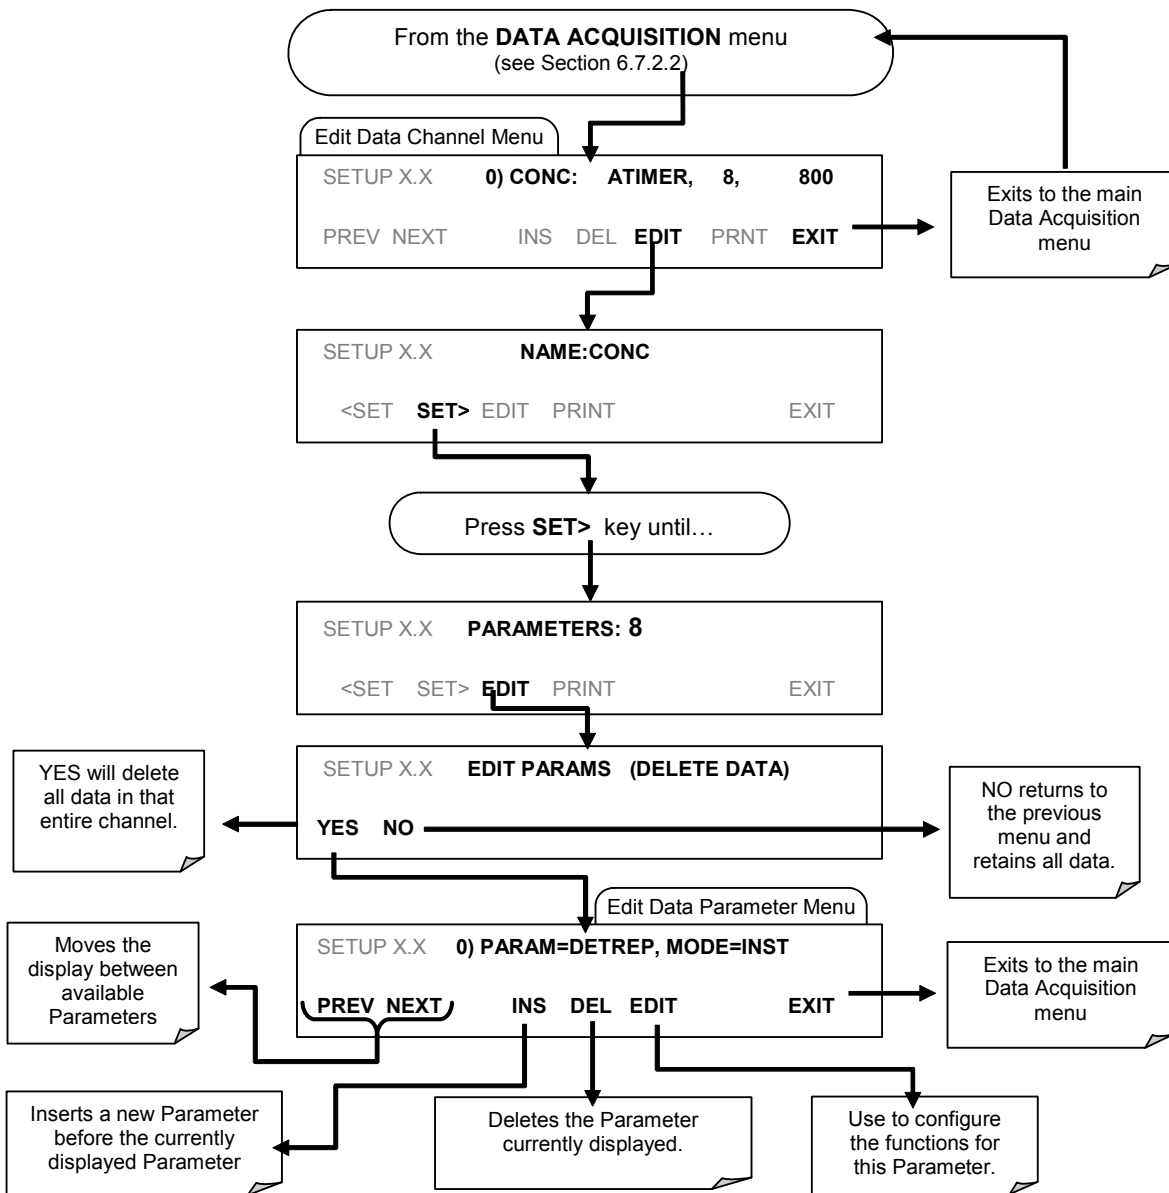 From the DATA ACQUISITION menu
(see Section 6.7.2.2)
Edit Data Channel Menu
SETUP X.X 0) CONC: ATIMER, 8, 800
PREV NEXT INS DEL EDIT PRNT EXIT
Exits to the main
Data Acquisition
menu
SETUP X.X NAME:CONC
<SET SET> EDIT PRINT EXIT
Press SET> key until…
SETUP X.X PARAMETERS: 8
<SET SET> EDIT PRINT EXIT
YES will delete
all data in that
entire channel.
SETUP X.X EDIT PARAMS (DELETE DATA)
YES NO
NO returns to
the previous
menu and
retains all data.
Edit Data Parameter Menu
Moves the
display between
available
Parameters
SETUP X.X 0) PARAM=DETREP, MODE=INST
PREV NEXT INS DEL EDIT EXIT
Exits to the main
Data Acquisition
menu
Inserts a new Parameter
before the currently
displayed Parameter
Deletes the Parameter
currently displayed.
Use to configure
the functions for
this Parameter.